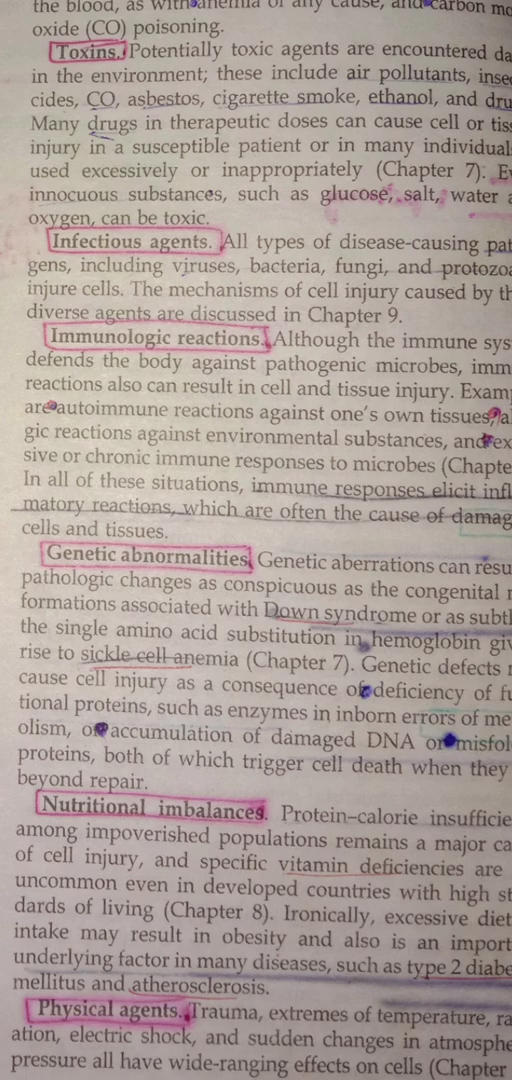 the blood, as with anemia of any cause, and carbon mo
oxide (CO) poisoning.
Toxins. Potentially toxic agents are encountered da
in the environment; these include air pollutants, insec
cides, CO, asbestos, cigarette smoke, ethanol, and dru
Many drugs in therapeutic doses can cause cell or tiss
injury in a susceptible patient or in many individual
used excessively or inappropriately (Chapter 7). Ev
innocuous substances, such as glucose, salt, water a
oxygen, can be toxic.
Infectious agents. All types of disease-causing pat
gens, including viruses, bacteria, fungi, and protozoa
injure cells. The mechanisms of cell injury caused by th
diverse agents are discussed in Chapter 9.
Immunologic reactions. Although the immune sys
defends the body against pathogenic microbes, imm
reactions also can result in cell and tissue injury. Examp
are autoimmune reactions against one's own tissues, al
gic reactions against environmental substances, and ex
sive or chronic immune responses to microbes (Chapte
In all of these situations, immune responses elicit infl
matory reactions, which are often the cause of damag
cells and tissues.
Genetic abnormalities. Genetic aberrations can resu
pathologic changes as conspicuous as the congenital m
formations associated with Down syndrome or as subtl
the single amino acid substitution in hemoglobin giv
rise to sickle cell anemia (Chapter 7). Genetic defects m
cause cell injury as a consequence of deficiency of fu
tional proteins, such as enzymes in inborn errors of me
olism, or accumulation of damaged DNA or misfol
proteins, both of which trigger cell death when they
beyond repair.
Nutritional imbalances. Protein–calorie insufficie
among impoverished populations remains a major ca
of cell injury, and specific vitamin deficiencies are
uncommon even in developed countries with high st
dards of living (Chapter 8). Ironically, excessive diet
intake may result in obesity and also is an import
underlying factor in many diseases, such as type 2 diabe
mellitus and atherosclerosis.
Physical agents. Trauma, extremes of temperature, ra
ation, electric shock, and sudden changes in atmosphe
pressure all have wide-ranging effects on cells (Chapter